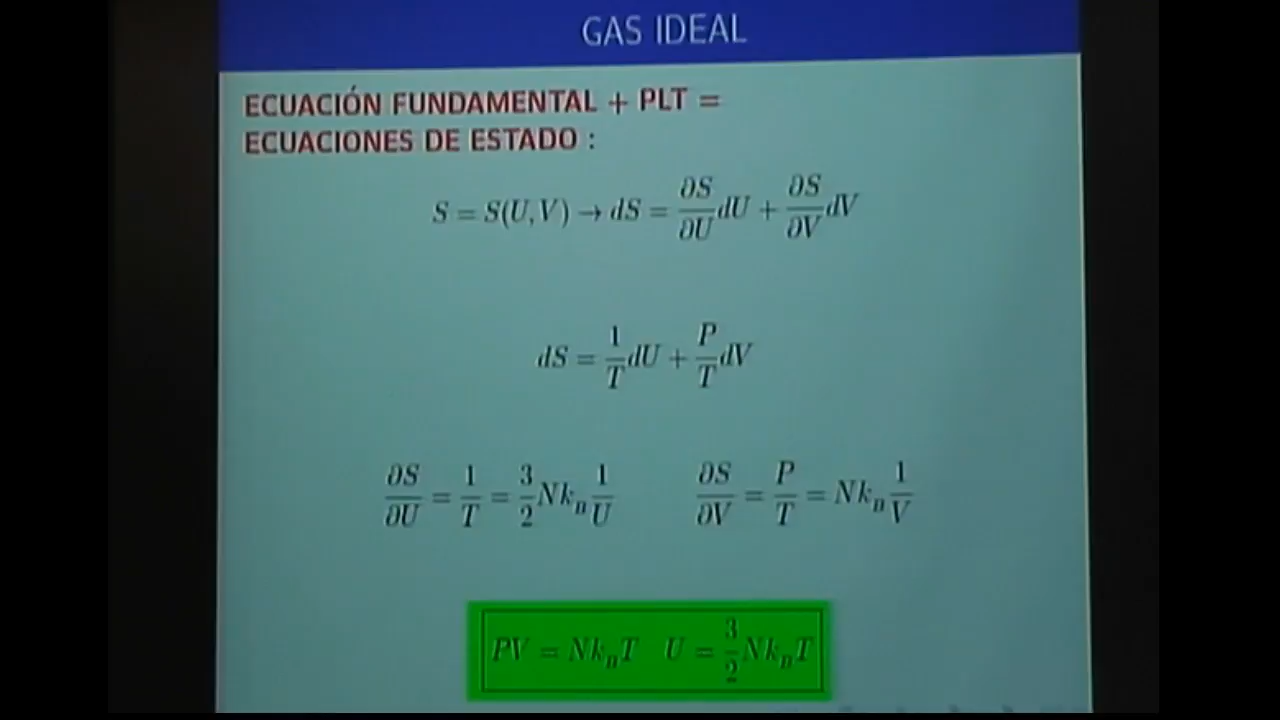 GAS IDEAL
ECUACIÓN FUNDAMENTAL + PLT =
ECUACIONES DE ESTADO :
S = S(U, V) → dS = ∂S/∂U dU + ∂S/∂V dV
dS = 1/T dU + P/T dV
∂S/∂U = 1/T = 3/2 Nk_B 1/U    ∂S/∂V = P/T = Nk_B 1/V
PV = Nk_B T    U = 3/2 Nk_B T